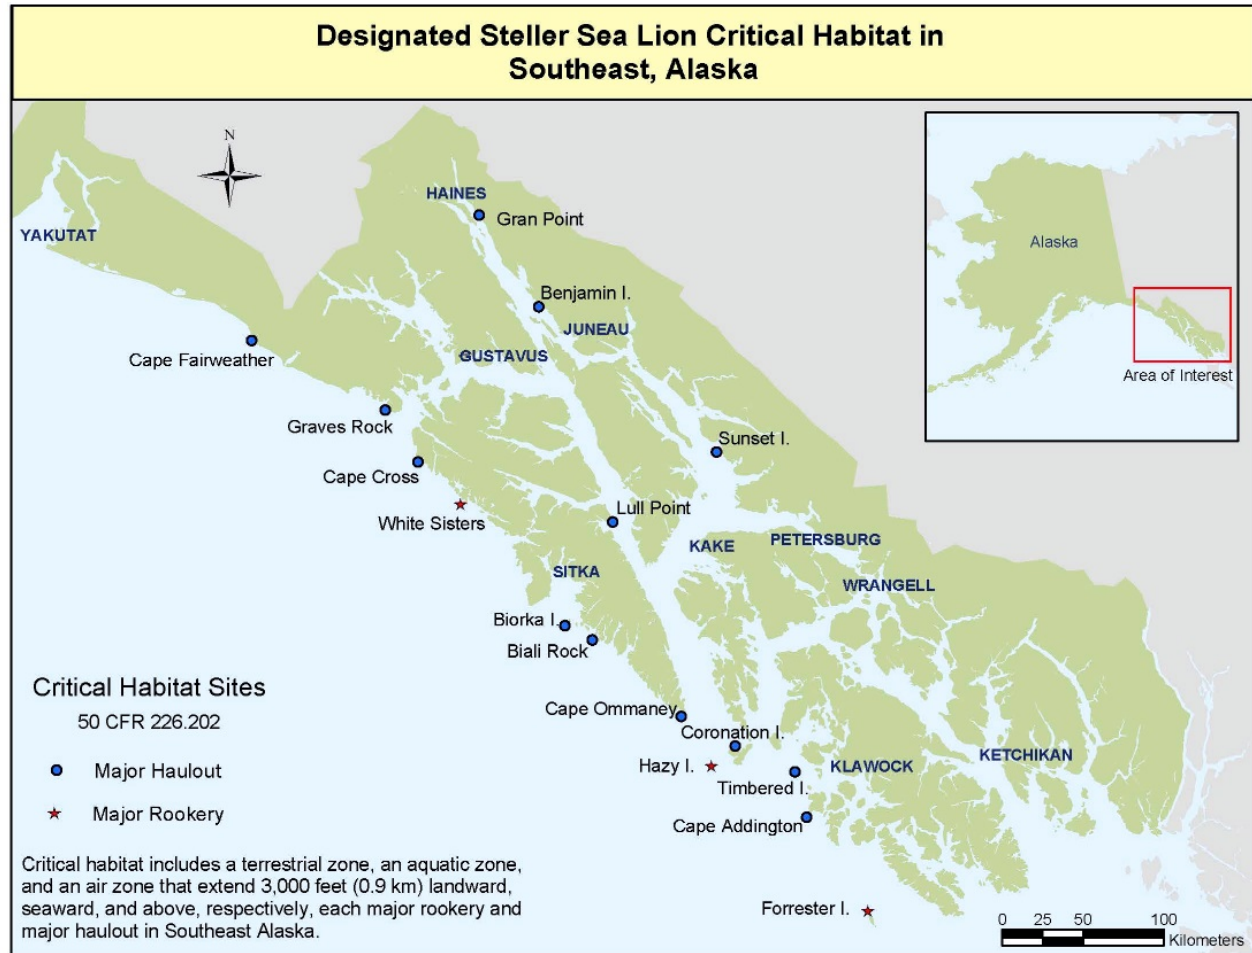 Designated Steller Sea Lion Critical Habitat in
Southeast, Alaska
N
HAINES
Gran Point
YAKUTAT
Alaska
Benjamin I.
JUNEAU
Cape Fairweather
GUSTAVUS
Area of Interest
Graves Rock
Sunset I.
Cape Cross
Lull Point
White Sisters
KAKE
PETERSBURG
SITKA
WRANGELL
Biorka I.
Biali Rock
Cape Ommaney
Coronation I.
Hazy I.
KLAWOCK
KETCHIKAN
Timbered I.
Cape Addington
Forrester I.
Critical Habitat Sites
50 CFR 226.202
Major Haulout
Major Rookery
Critical habitat includes a terrestrial zone, an aquatic zone,
and an air zone that extend 3,000 feet (0.9 km) landward,
seaward, and above, respectively, each major rookery and
major haulout in Southeast Alaska.
0 25 50 100
Kilometers